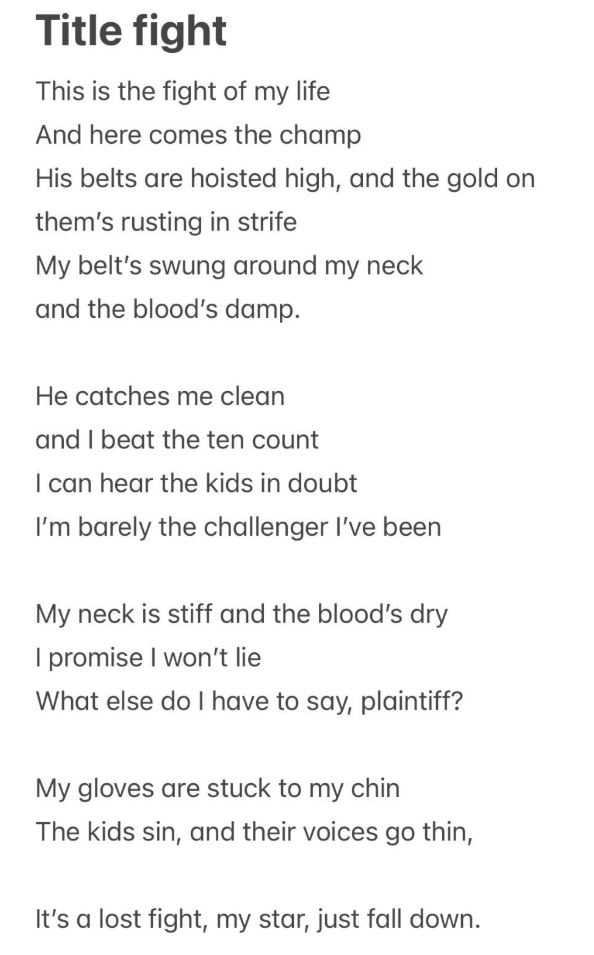 Title fight
This is the fight of my life
And here comes the champ
His belts are hoisted high, and the gold on
them’s rusting in strife
My belt’s swung around my neck
and the blood’s damp.
He catches me clean
and I beat the ten count
I can hear the kids in doubt
I’m barely the challenger I’ve been
My neck is stiff and the blood’s dry
I promise I won’t lie
What else do I have to say, plaintiff?
My gloves are stuck to my chin
The kids sin, and their voices go thin,
It’s a lost fight, my star, just fall down.